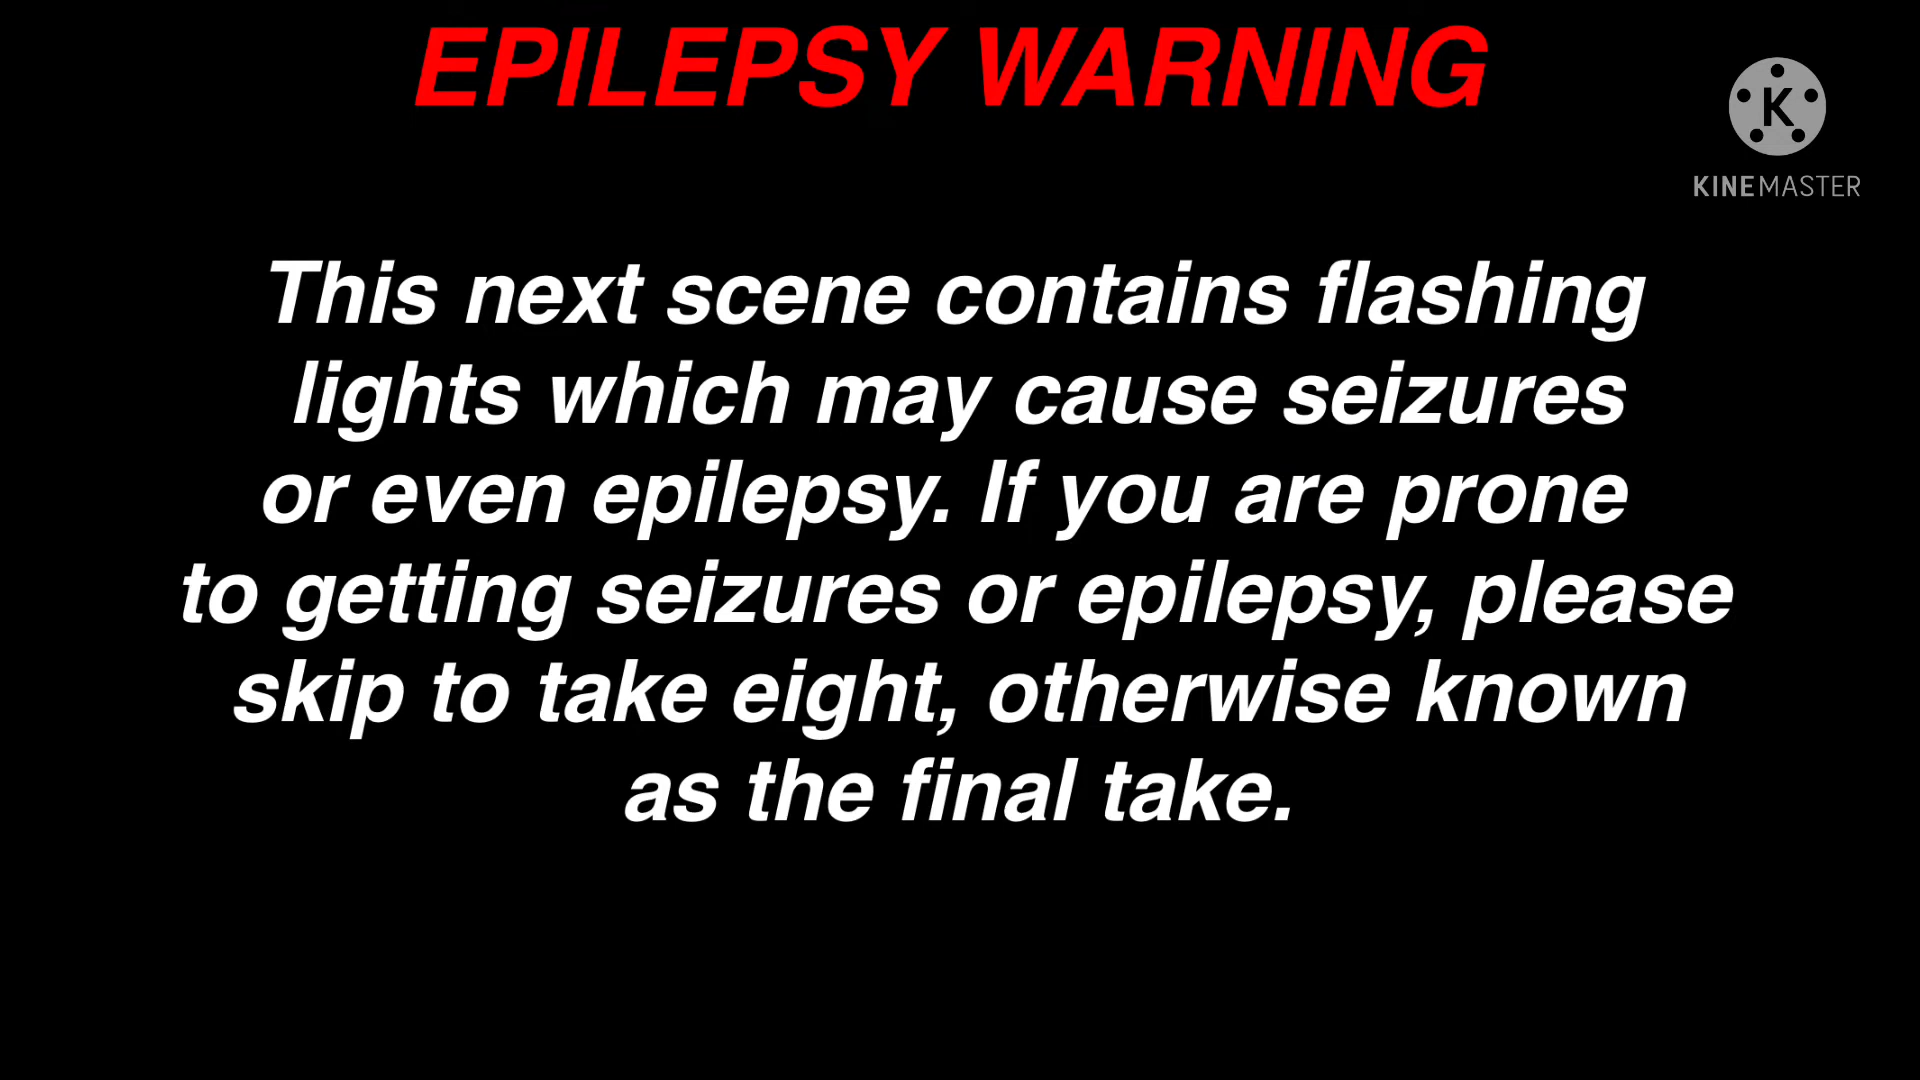 EPILEPSY WARNING
K
KINEMASTER
This next scene contains flashing
lights which may cause seizures
or even epilepsy. If you are prone
to getting seizures or epilepsy, please
skip to take eight, otherwise known
as the final take.